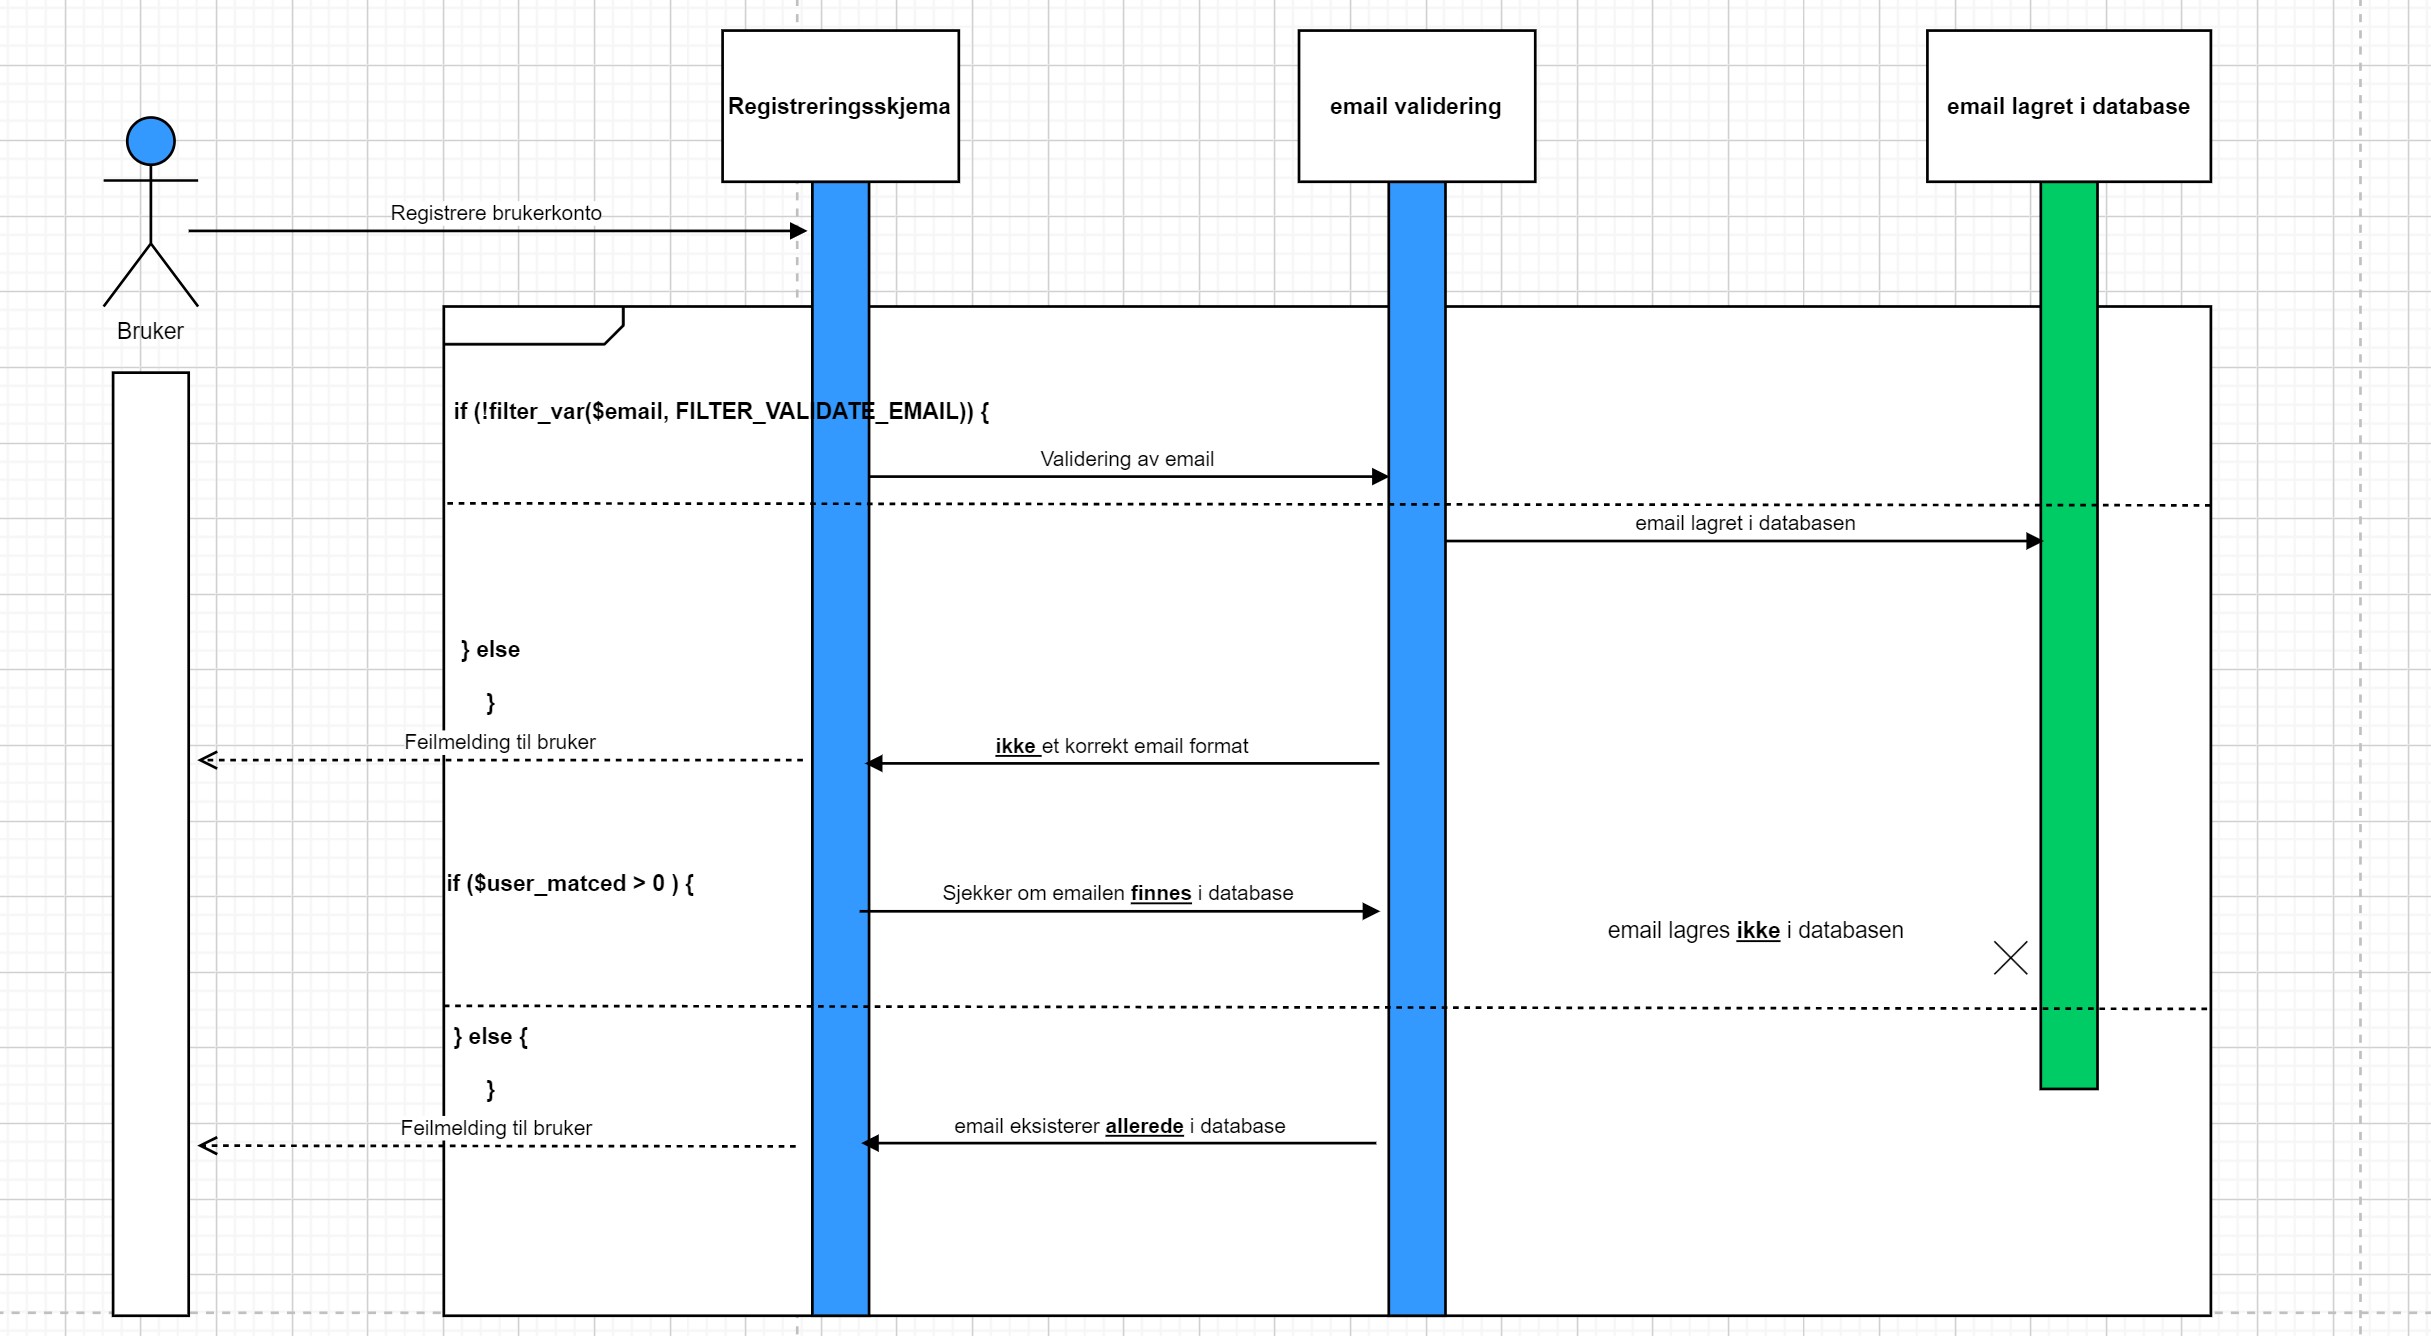 Registreringsskjema
email validering
email lagret i database
Registrere brukerkonto
Bruker
if (!filter_var($email, FILTER_VALIDATE_EMAIL)) {
Validering av email
email lagret i databasen
} else
}
Feilmelding til bruker
ikke et korrekt email format
if ($user_matced > 0 ) {
Sjekker om emailen finnes i database
email lagres ikke i databasen
} else {
}
Feilmelding til bruker
email eksisterer allerede i database